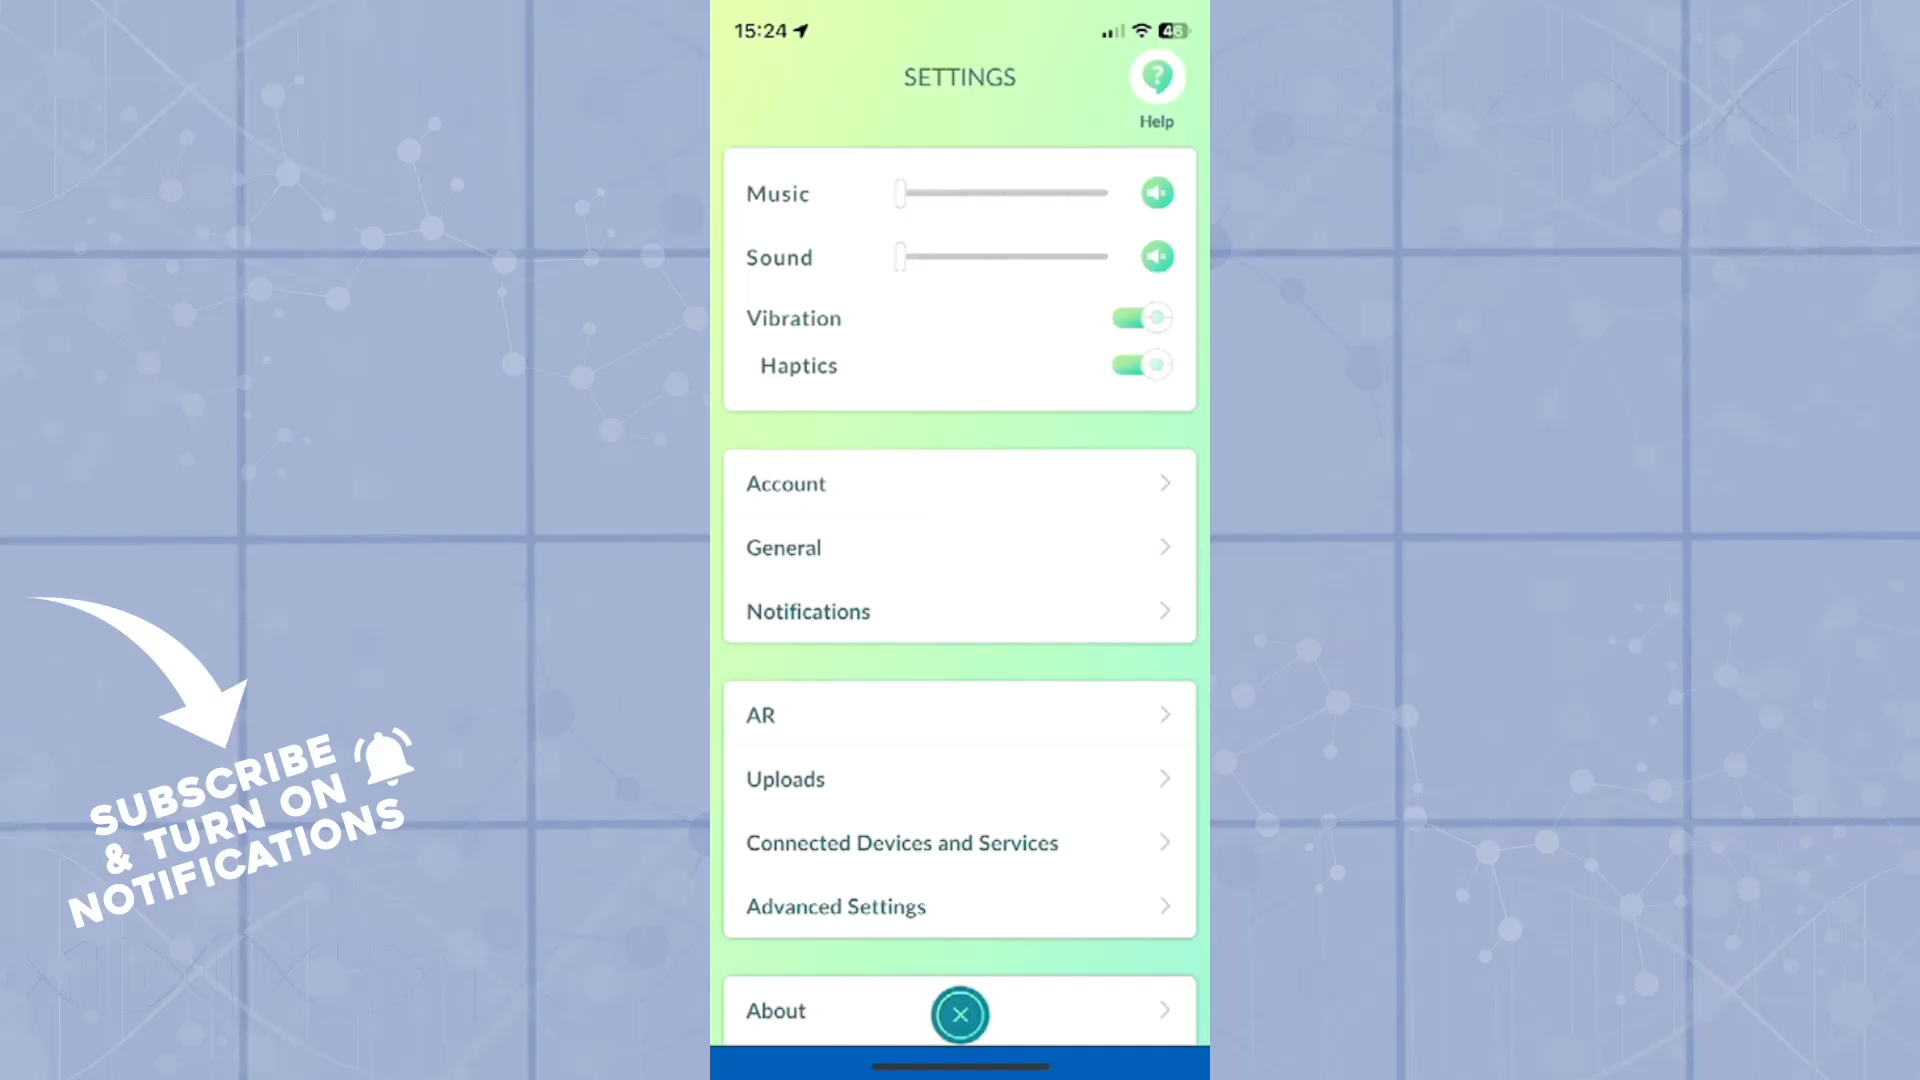 15:24
46
SETTINGS
?
Help
Music
Sound
Vibration
Haptics
Account
General
Notifications
AR
Uploads
Connected Devices and Services
Advanced Settings
About
SUBSCRIBE
& TURN ON
NOTIFICATIONS